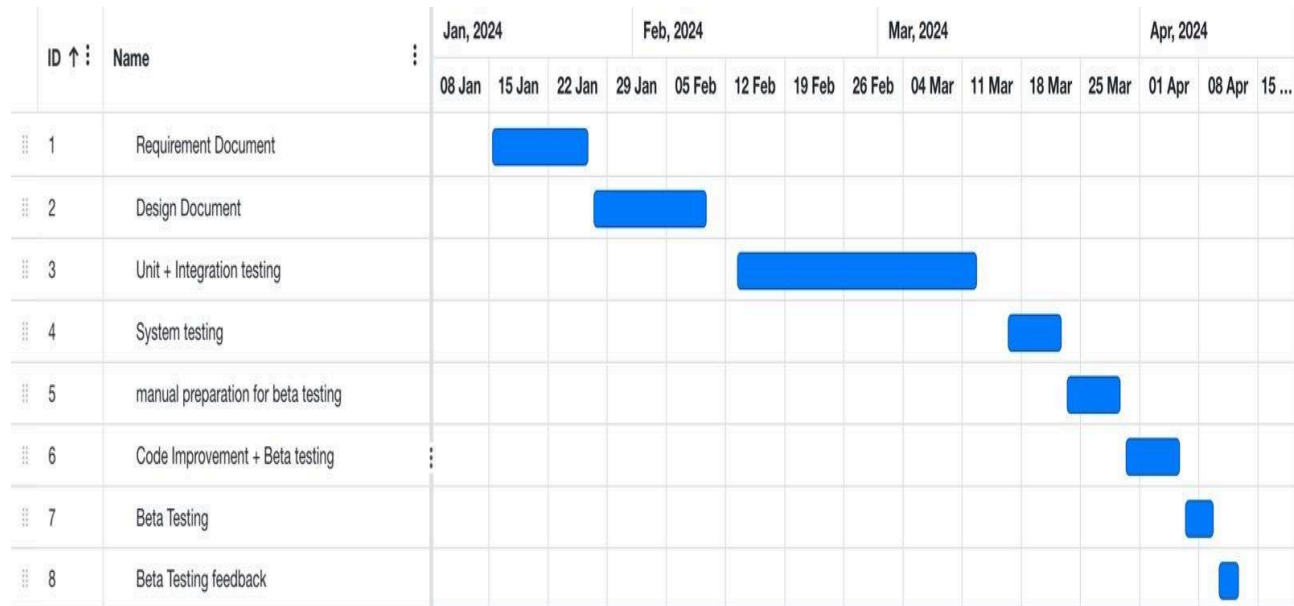 Jan, 2024 Feb, 2024 Mar, 2024 Apr, 2024
ID Name
08 Jan 15 Jan 22 Jan 29 Jan 05 Feb 12 Feb 19 Feb 26 Feb 04 Mar 11 Mar 18 Mar 25 Mar 01 Apr 08 Apr 15 ...
1 Requirement Document
2 Design Document
3 Unit + Integration testing
4 System testing
5 manual preparation for beta testing
6 Code Improvement + Beta testing
7 Beta Testing
8 Beta Testing feedback